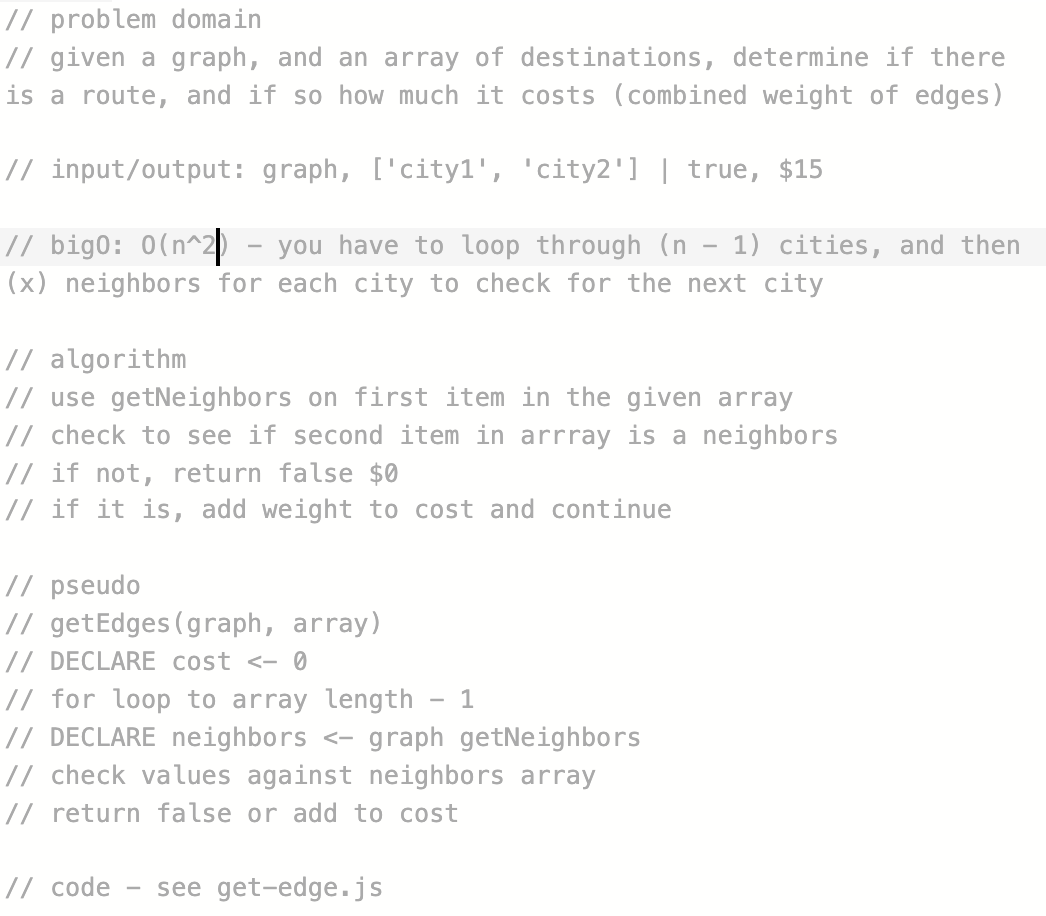 // problem domain
// given a graph, and an array of destinations, determine if there
is a route, and if so how much it costs (combined weight of edges)
// input/output: graph, ['city1', 'city2'] | true, $15
// bigO: O(n^2) – you have to loop through (n – 1) cities, and then
(x) neighbors for each city to check for the next city
// algorithm
// use getNeighbors on first item in the given array
// check to see if second item in arrray is a neighbors
// if not, return false $0
// if it is, add weight to cost and continue
// pseudo
// getEdges(graph, array)
// DECLARE cost <– 0
// for loop to array length – 1
// DECLARE neighbors <– graph getNeighbors
// check values against neighbors array
// return false or add to cost
// code – see get–edge.js